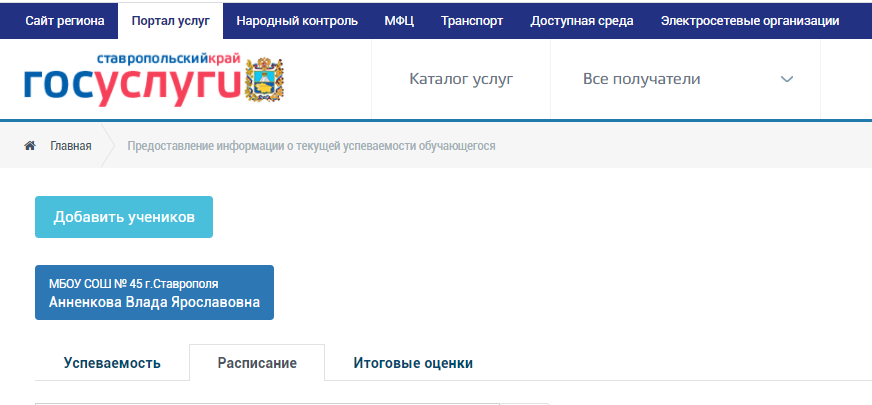 Сайт региона Портал услуг Народный контроль МФЦ Транспорт Доступная среда Электросетевые организации
ставропольскийкрай
госуслуги Каталог услуг Все получатели
Главная Предоставление информации о текущей успеваемости обучающегося
Добавить учеников
МБОУ СОШ № 45 г.Ставрополя
Анненкова Влада Ярославовна
Успеваемость Расписание Итоговые оценки